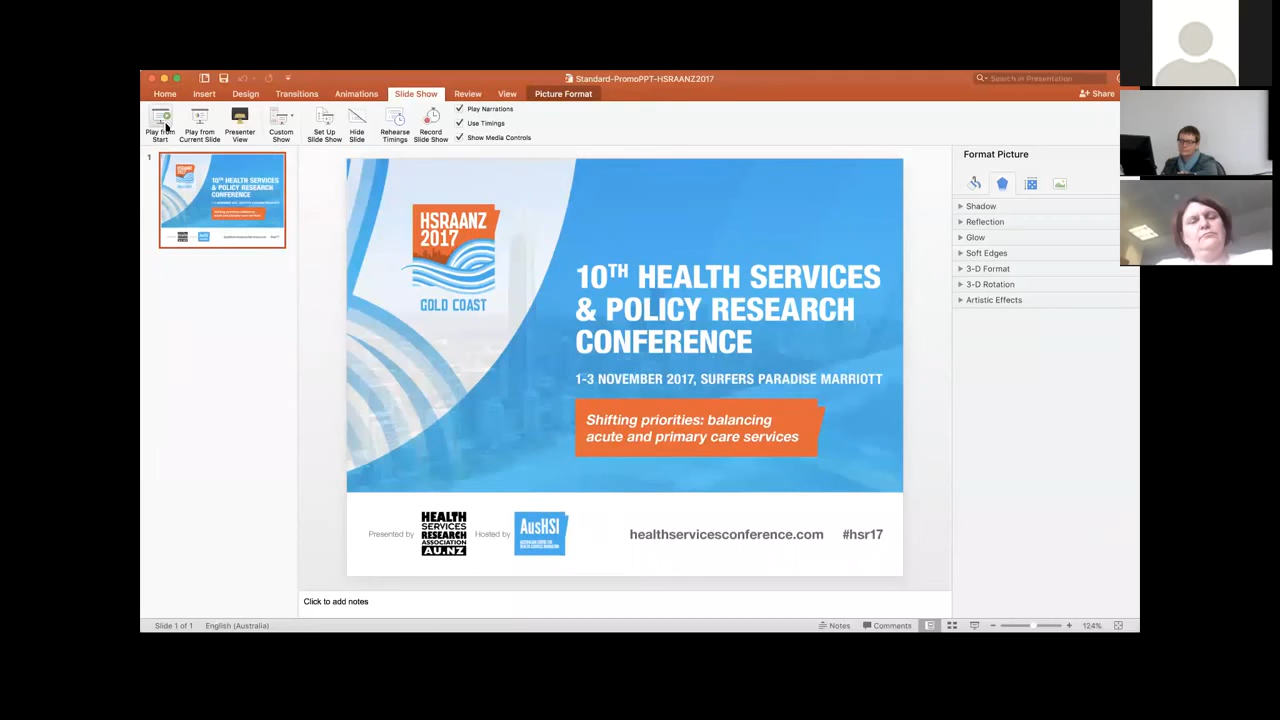 Standard-PromoPPT-HSRAANZ2017
Search in Presentation
Home Insert Design Transitions Animations Slide Show Review View Picture Format
Share
Play from Start
Play from Current Slide
Presenter View
Custom Show
Set Up Slide Show
Hide Slide
Rehearse Timings
Record Slide Show
Play Narrations
Use Timings
Show Media Controls
1
HSRAANZ
2017
GOLD COAST
10TH HEALTH SERVICES
& POLICY RESEARCH
CONFERENCE
1-3 NOVEMBER 2017, SURFERS PARADISE MARRIOTT
Shifting priorities: balancing
acute and primary care services
Presented by
HEALTH
SERVICES
RESEARCH
ASSOCIATION
AU.NZ
Hosted by
AusHSI
healthservicesconference.com #hsr17
Format Picture
Shadow
Reflection
Glow
Soft Edges
3-D Format
3-D Rotation
Artistic Effects
Click to add notes
Slide 1 of 1 English (Australia)
Notes Comments 124%